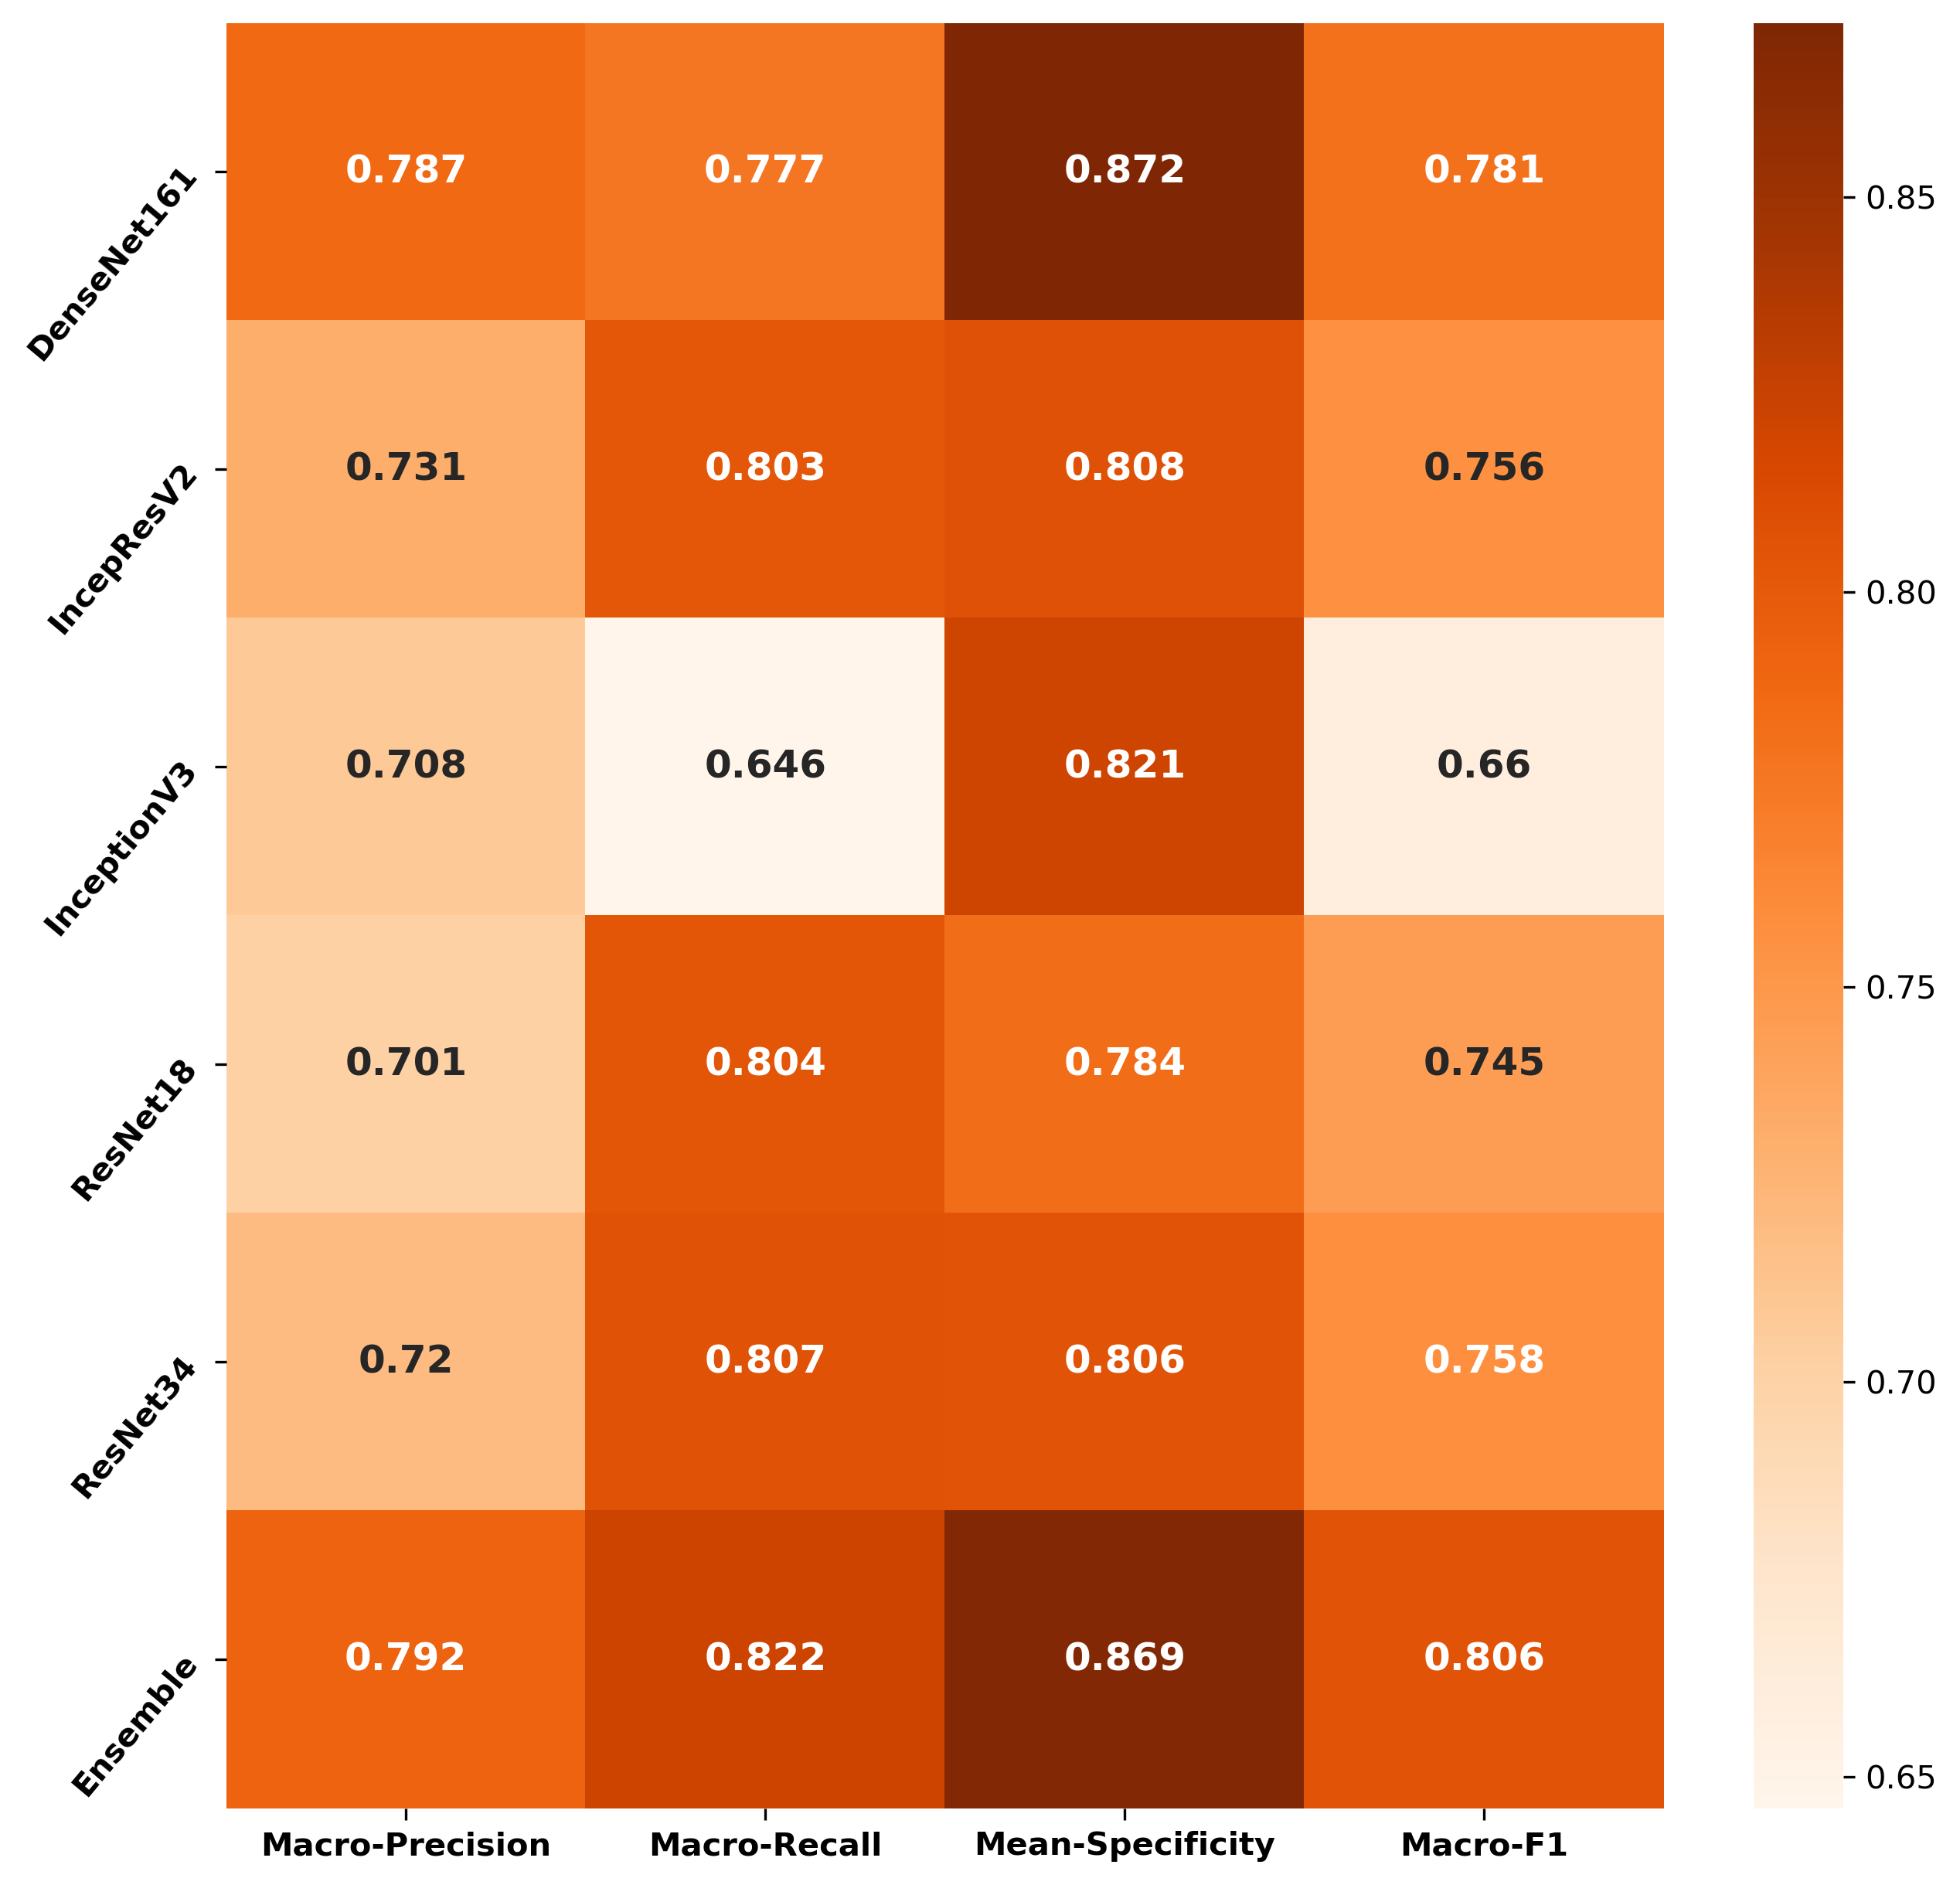 DenseNet161 0.787 0.777 0.872 0.781
IncepResV2 0.731 0.803 0.808 0.756
InceptionV3 0.708 0.646 0.821 0.66
ResNet18 0.701 0.804 0.784 0.745
ResNet34 0.72 0.807 0.806 0.758
Ensemble 0.792 0.822 0.869 0.806
Macro-Precision Macro-Recall Mean-Specificity Macro-F1
0.85
0.80
0.75
0.70
0.65